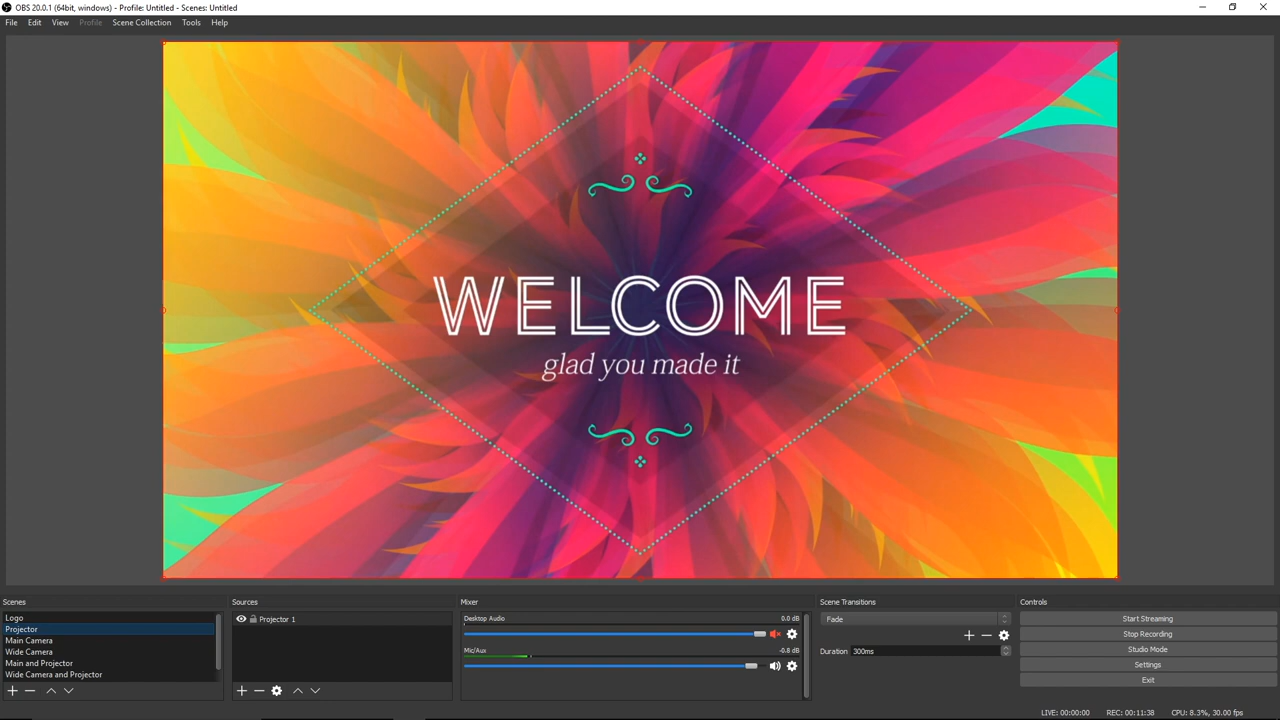 OBS 20.0.1 (64bit, windows) - Profile: Untitled - Scenes: Untitled
File Edit View Profile Scene Collection Tools Help
WELCOME
glad you made it
Scenes
Logo
Projector
Main Camera
Wide Camera
Main and Projector
Wide Camera and Projector
Sources
Projector 1
Mixer
Desktop Audio 0.0 dB
Mic/Aux -0.8 dB
Scene Transitions
Fade
Duration 300ms
Controls
Start Streaming
Stop Recording
Studio Mode
Settings
Exit
LIVE: 00:00:00 REC: 00:11:38 CPU: 8.3%, 30.00 fps